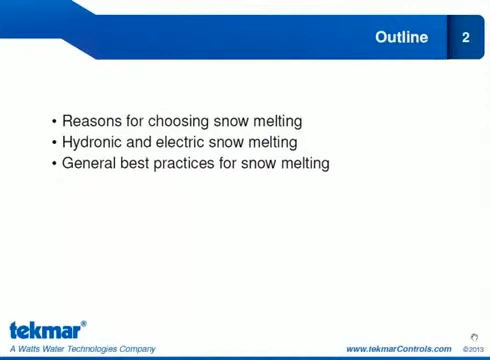 Outline 2
• Reasons for choosing snow melting
• Hydronic and electric snow melting
• General best practices for snow melting
tekmar®
A Watts Water Technologies Company
www.tekmarControls.com ©2013